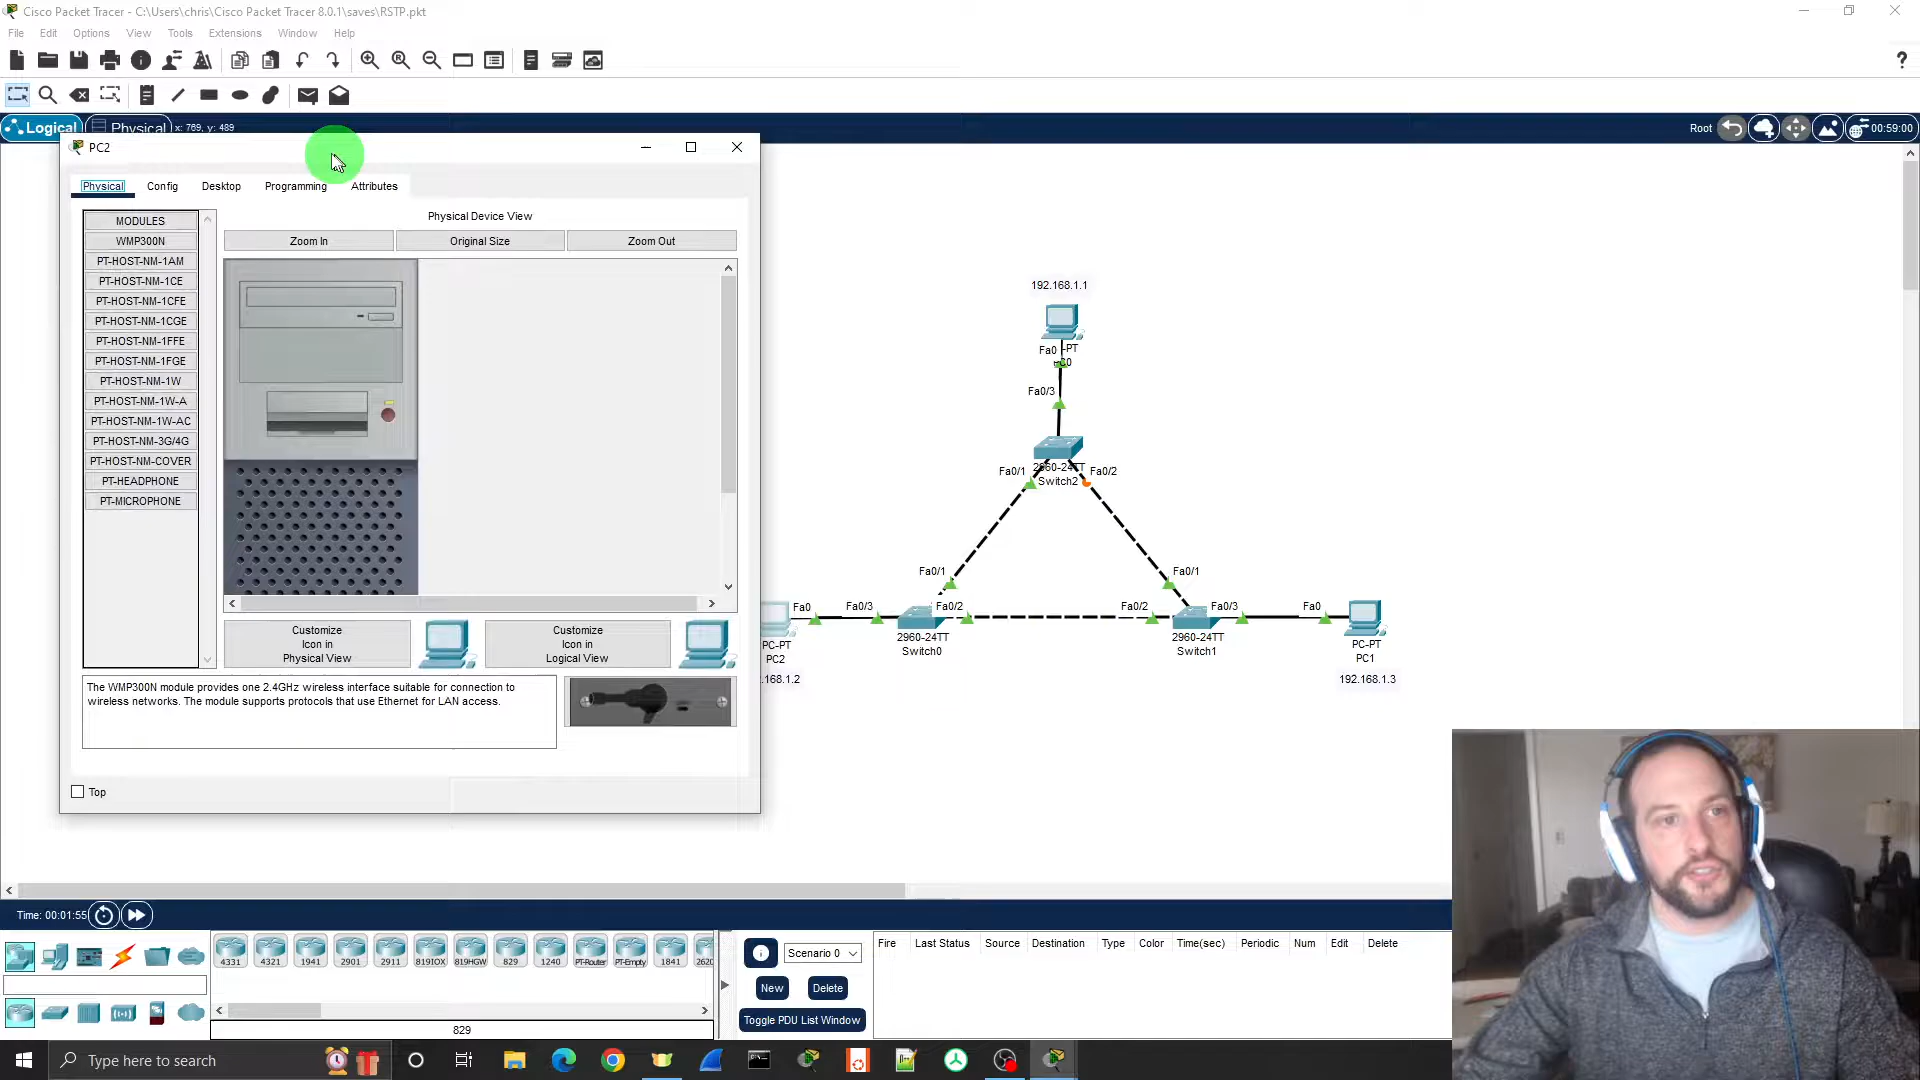 Cisco Packet Tracer - C:\Users\chris\Cisco Packet Tracer 8.0.1\saves\RSTP.pkt
File Edit Options View Tools Extensions Window Help
Logical Physical x: 769, y: 489
Root 00:59:00
PC2
Physical Config Desktop Programming Attributes
MODULES
WMP300N
PT-HOST-NM-1AM
PT-HOST-NM-1CE
PT-HOST-NM-1CFE
PT-HOST-NM-1CGE
PT-HOST-NM-1FFE
PT-HOST-NM-1FGE
PT-HOST-NM-1W
PT-HOST-NM-1W-A
PT-HOST-NM-1W-AC
PT-HOST-NM-3G/4G
PT-HOST-NM-COVER
PT-HEADPHONE
PT-MICROPHONE
Physical Device View
Zoom In Original Size Zoom Out
Customize
Icon in
Physical View
Customize
Icon in
Logical View
The WMP300N module provides one 2.4GHz wireless interface suitable for connection to
wireless networks. The module supports protocols that use Ethernet for LAN access.
Top
192.168.1.1
Fa0 -PT
Fa0/3
Fa0/1 2960-24TT Fa0/2
Switch2
Fa0/1 Fa0/1
Fa0 Fa0/3 Fa0/2 Fa0/2 Fa0/3 Fa0
PC-PT
PC2
.168.1.2
2960-24TT
Switch0
2960-24TT
Switch1
PC-PT
PC1
192.168.1.3
Time: 00:01:55
4331 4321 1941 2901 2911 819IOX 819HGW 829 1240 PT-Router PT-Empty 1841 2620
829
Scenario 0
New Delete
Toggle PDU List Window
Fire Last Status Source Destination Type Color Time(sec) Periodic Num Edit Delete
Type here to search